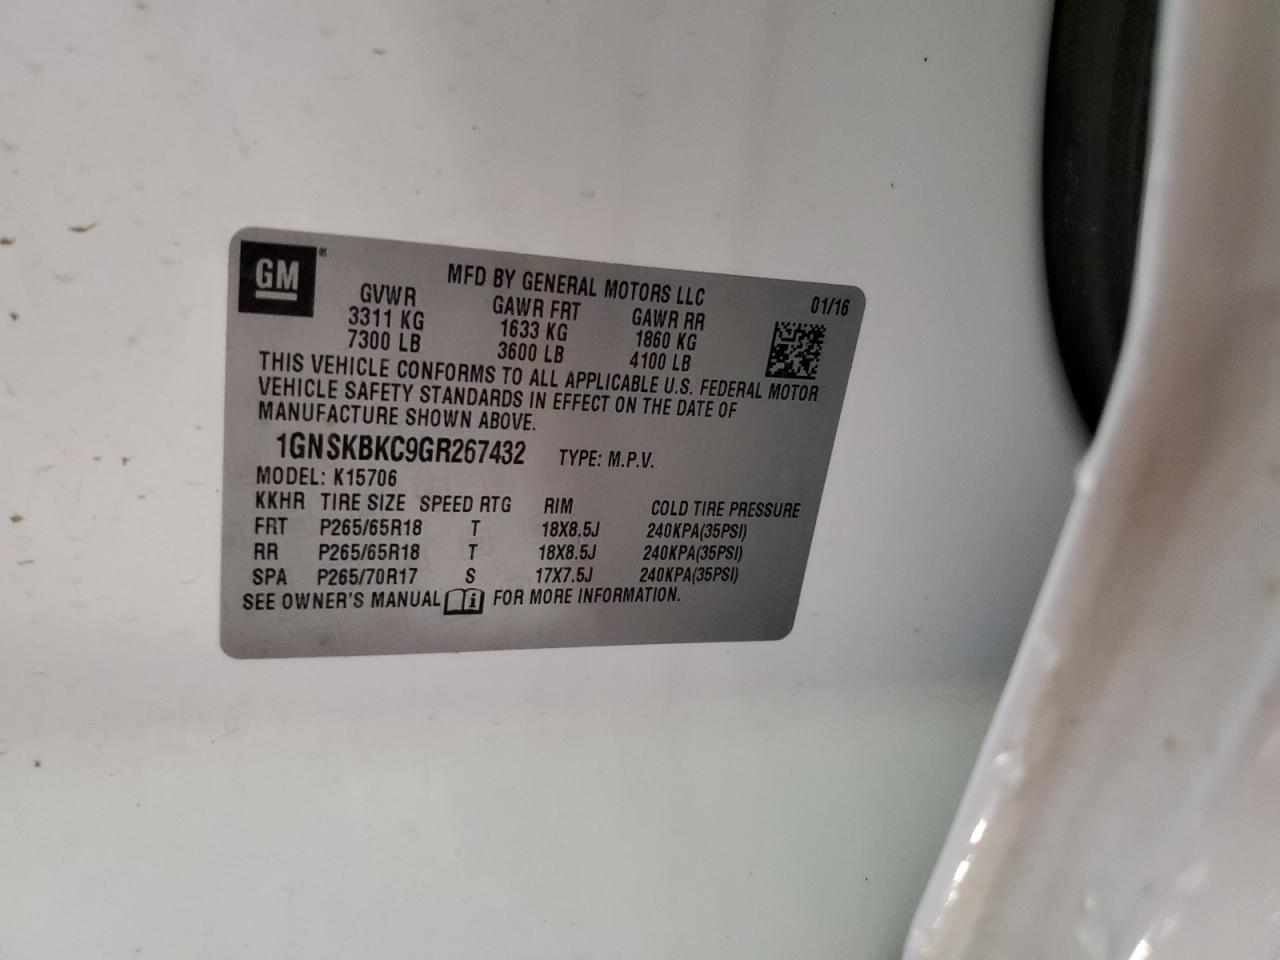 GM®
MFD BY GENERAL MOTORS LLC
01/16
GVWR GAWR FRT GAWR RR
3311 KG 1633 KG 1860 KG
7300 LB 3600 LB 4100 LB
THIS VEHICLE CONFORMS TO ALL APPLICABLE U.S. FEDERAL MOTOR
VEHICLE SAFETY STANDARDS IN EFFECT ON THE DATE OF
MANUFACTURE SHOWN ABOVE.
1GNSKBKC9GR267432 TYPE: M.P.V.
MODEL: K15706
KKHR TIRE SIZE SPEED RTG RIM COLD TIRE PRESSURE
FRT P265/65R18 T 18X8.5J 240KPA(35PSI)
RR P265/65R18 T 18X8.5J 240KPA(35PSI)
SPA P265/70R17 S 17X7.5J 240KPA(35PSI)
SEE OWNER'S MANUAL i FOR MORE INFORMATION.